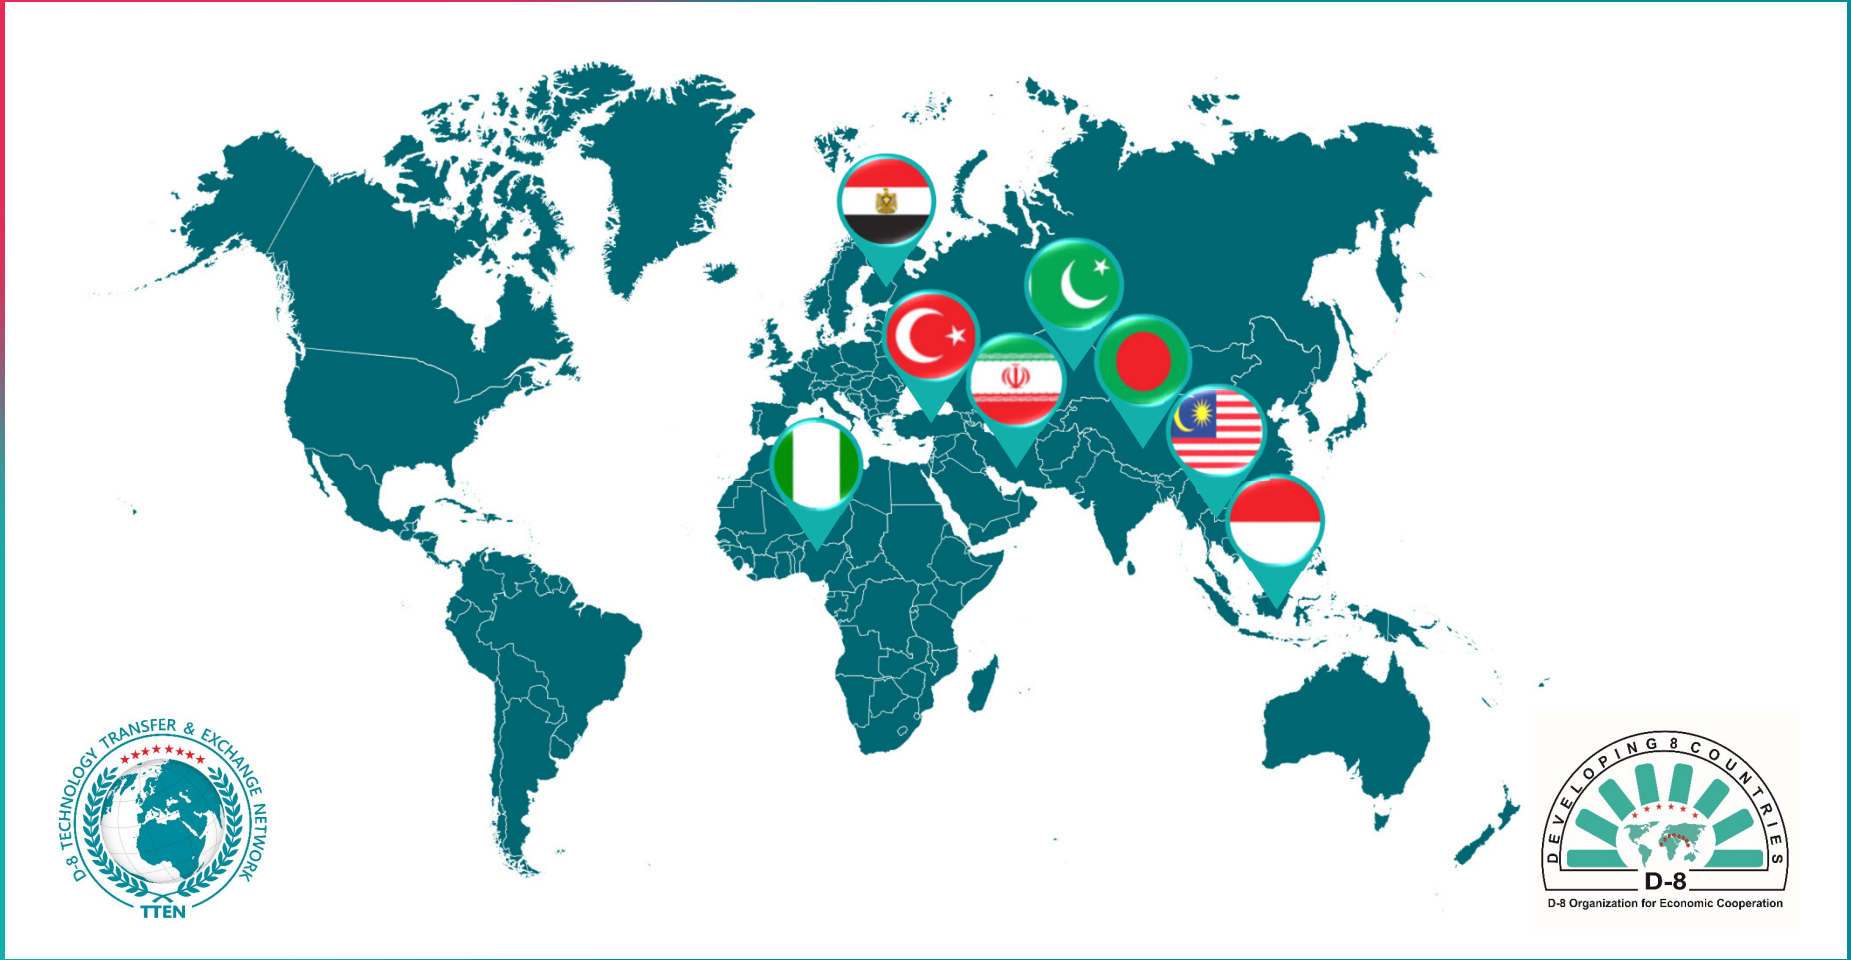 D-8 TECHNOLOGY TRANSFER & EXCHANGE NETWORK
TTEN
DEVELOPING 8 COUNTRIES
D-8
D-8 Organization for Economic Cooperation